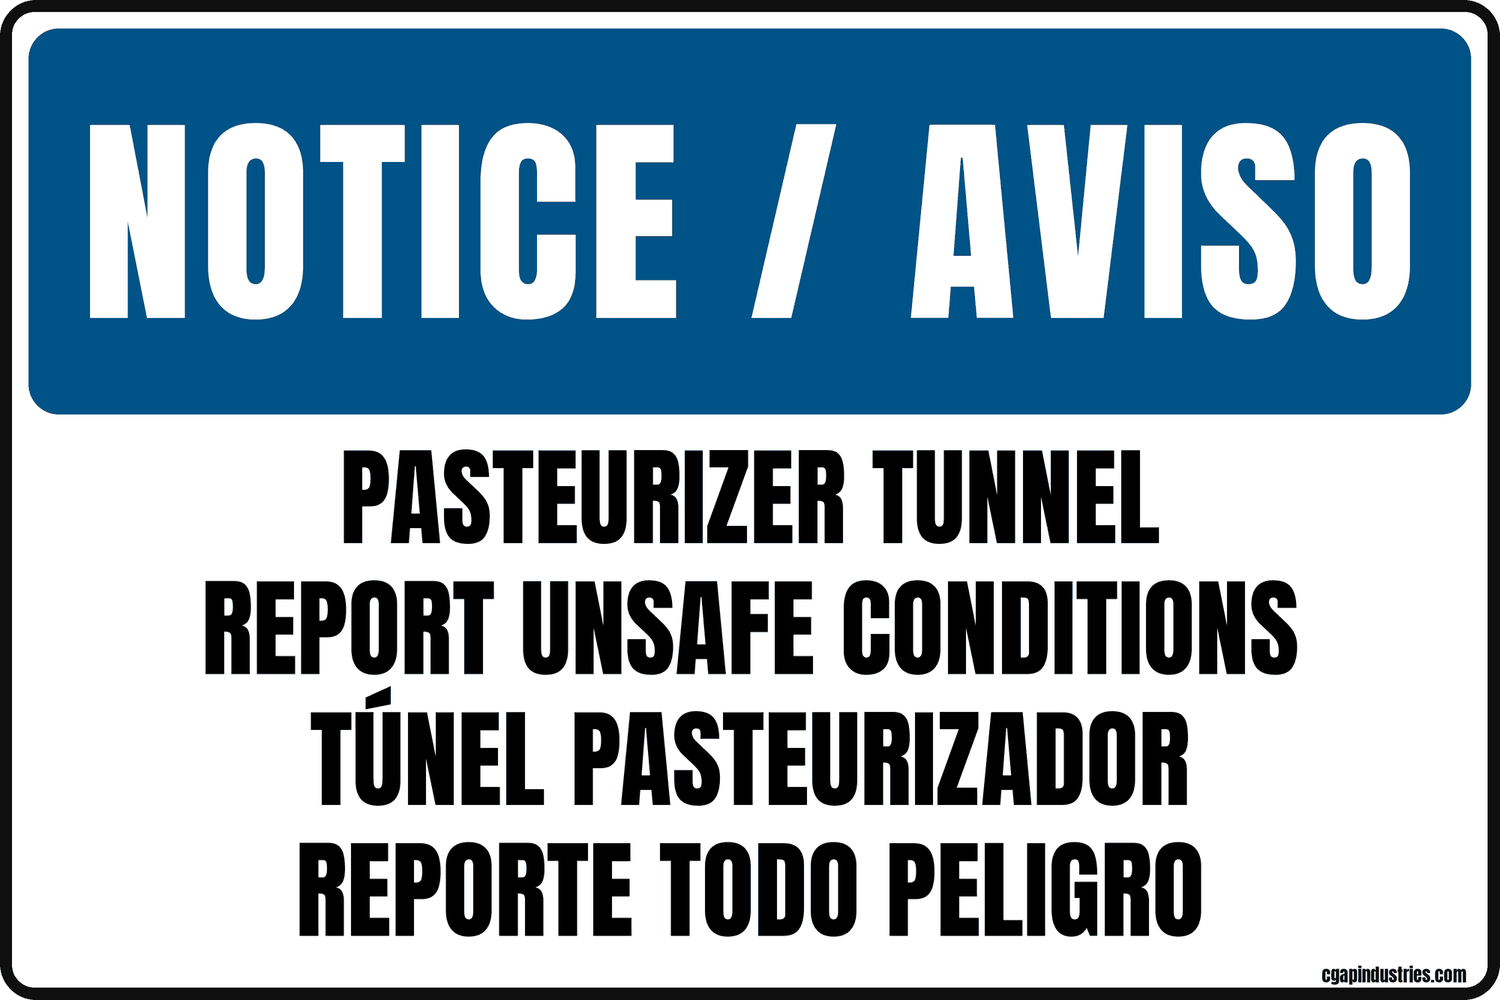 NOTICE / AVISO
PASTEURIZER TUNNEL
REPORT UNSAFE CONDITIONS
TÚNEL PASTEURIZADOR
REPORTE TODO PELIGRO
cgapindustries.com